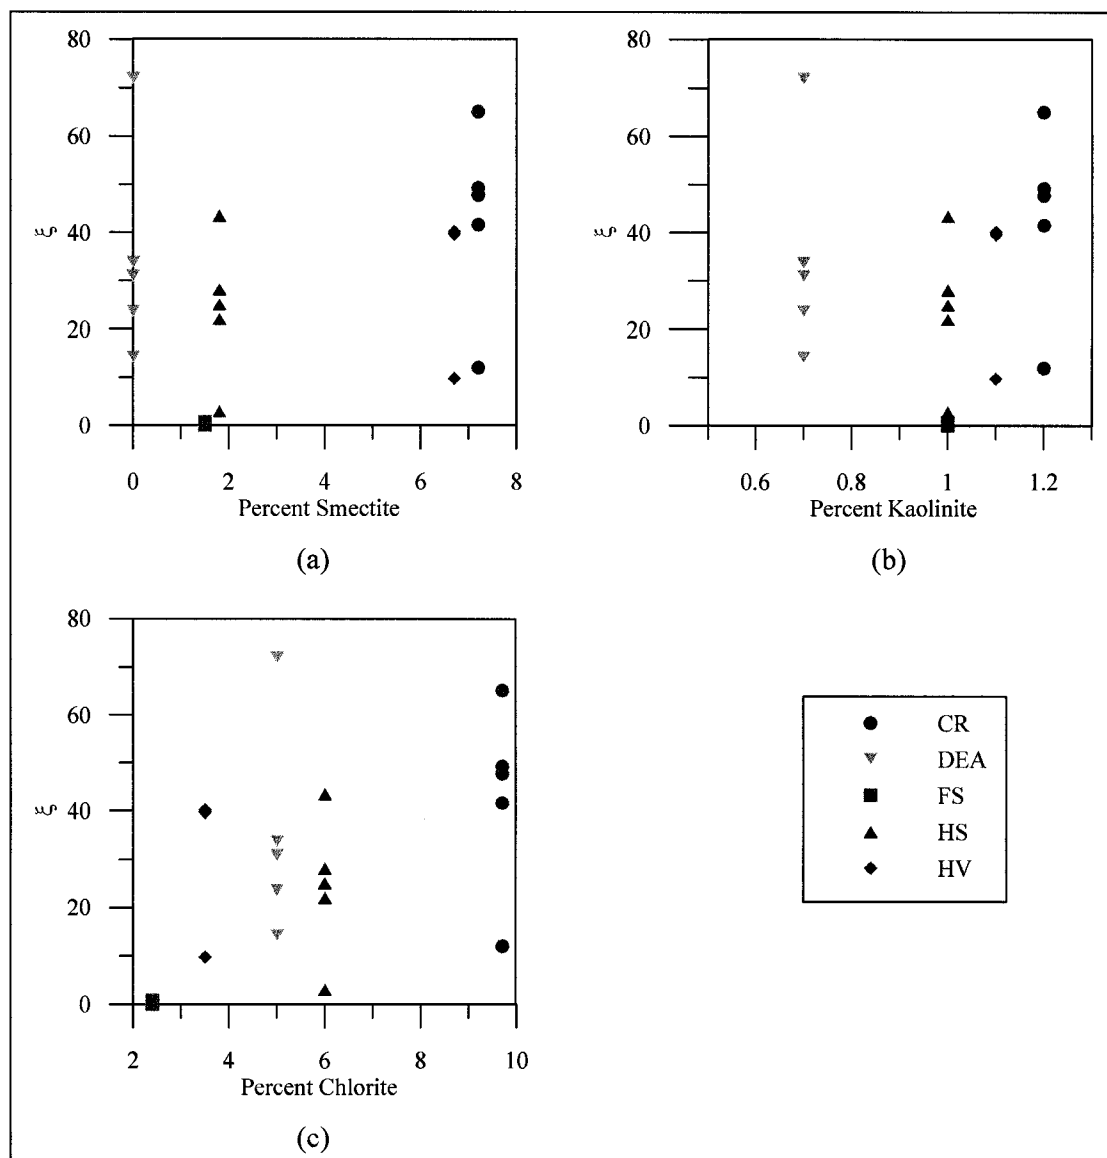 80
60
ξ
40
20
0
0 2 4 6 8
Percent Smectite
(a)
80
60
ξ
40
20
0
0.6 0.8 1 1.2
Percent Kaolinite
(b)
80
60
ξ
40
20
0
2 4 6 8 10
Percent Chlorite
(c)
CR
DEA
FS
HS
HV